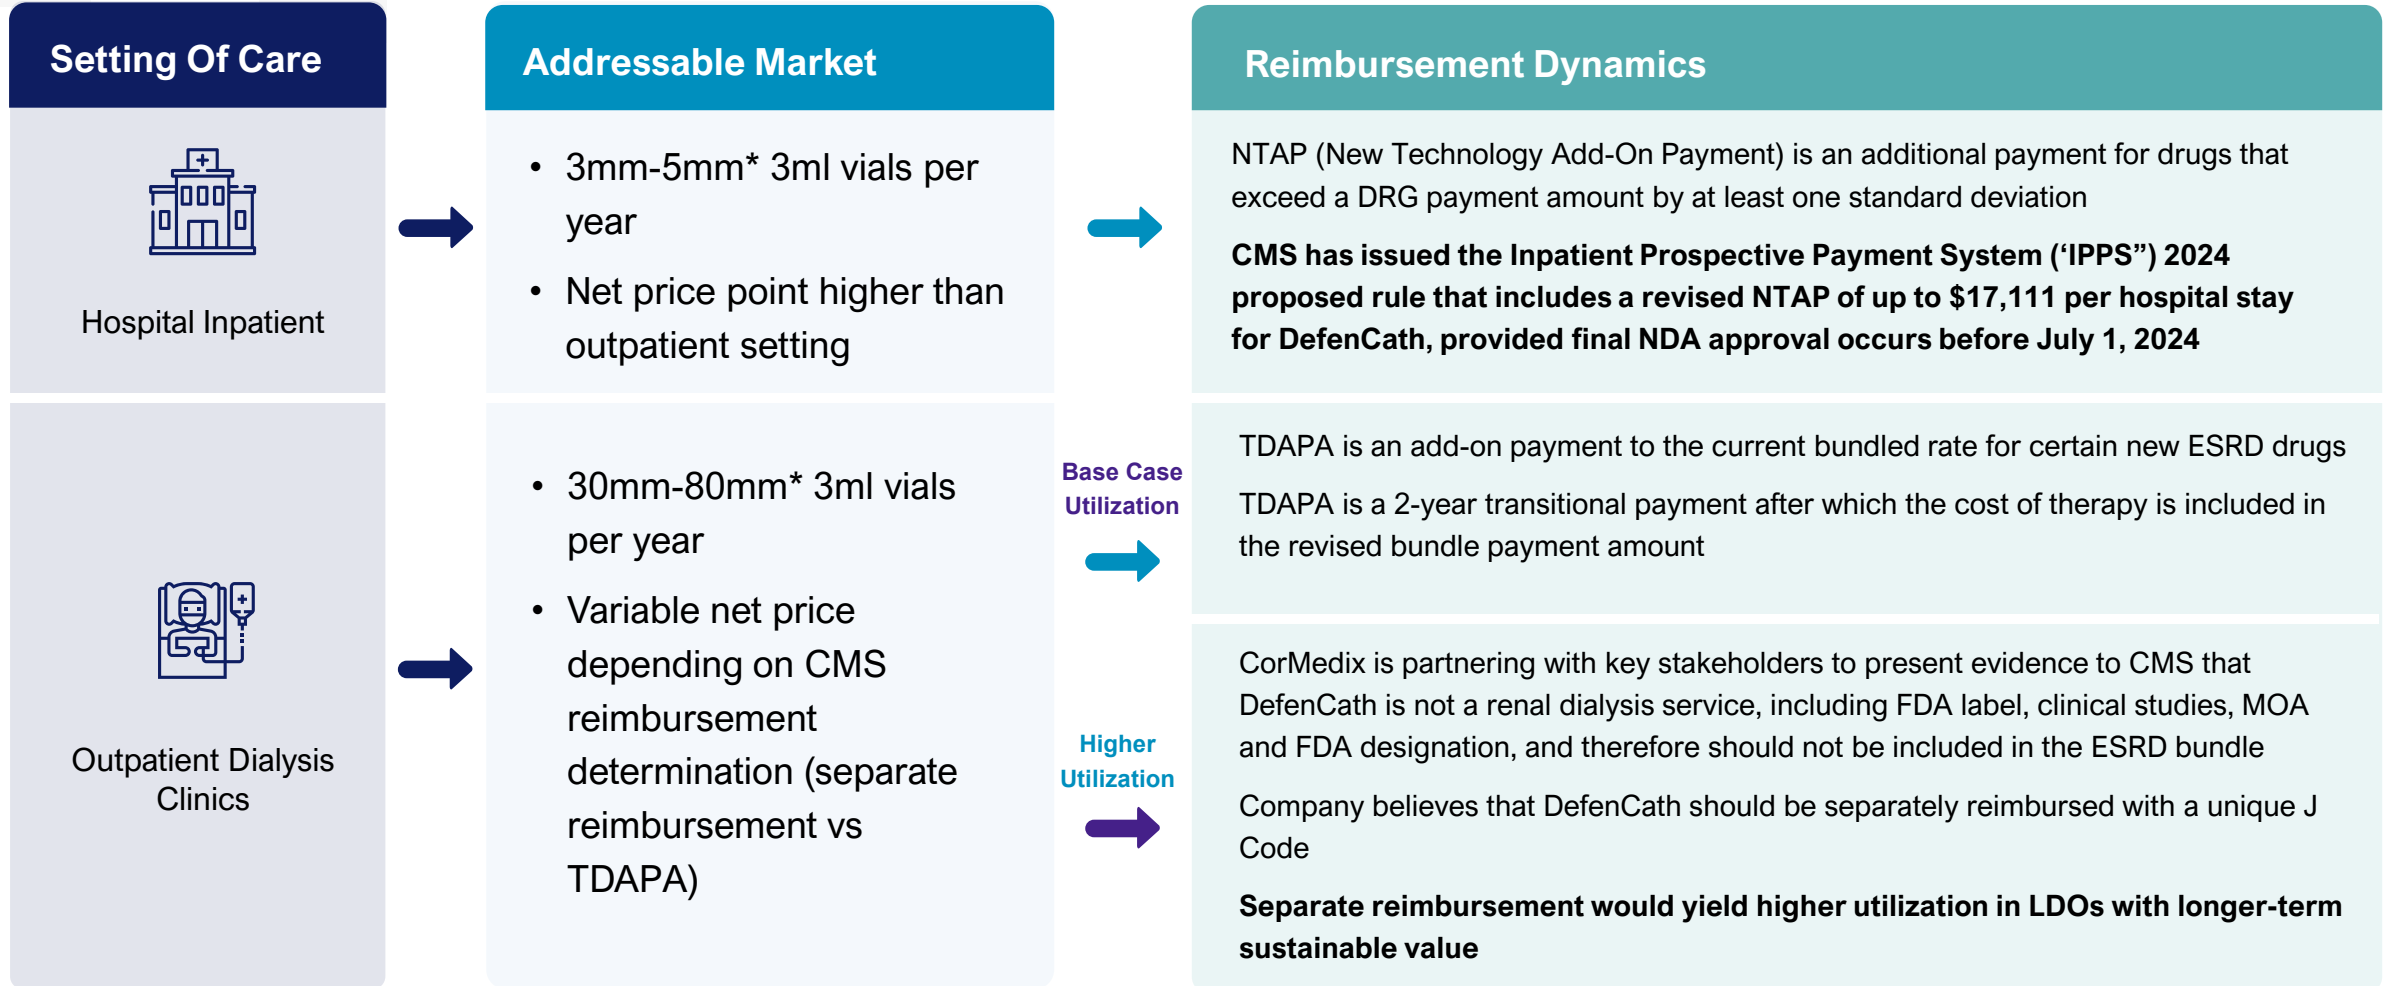 Setting Of Care
Addressable Market
Reimbursement Dynamics
Hospital Inpatient
• 3mm-5mm* 3ml vials per
year
• Net price point higher than
outpatient setting
NTAP (New Technology Add-On Payment) is an additional payment for drugs that
exceed a DRG payment amount by at least one standard deviation
CMS has issued the Inpatient Prospective Payment System (‘IPPS”) 2024
proposed rule that includes a revised NTAP of up to $17,111 per hospital stay
for DefenCath, provided final NDA approval occurs before July 1, 2024
Outpatient Dialysis
Clinics
• 30mm-80mm* 3ml vials
per year
• Variable net price
depending on CMS
reimbursement
determination (separate
reimbursement vs
TDAPA)
Base Case
Utilization
TDAPA is an add-on payment to the current bundled rate for certain new ESRD drugs
TDAPA is a 2-year transitional payment after which the cost of therapy is included in
the revised bundle payment amount
Higher
Utilization
CorMedix is partnering with key stakeholders to present evidence to CMS that
DefenCath is not a renal dialysis service, including FDA label, clinical studies, MOA
and FDA designation, and therefore should not be included in the ESRD bundle
Company believes that DefenCath should be separately reimbursed with a unique J
Code
Separate reimbursement would yield higher utilization in LDOs with longer-term
sustainable value